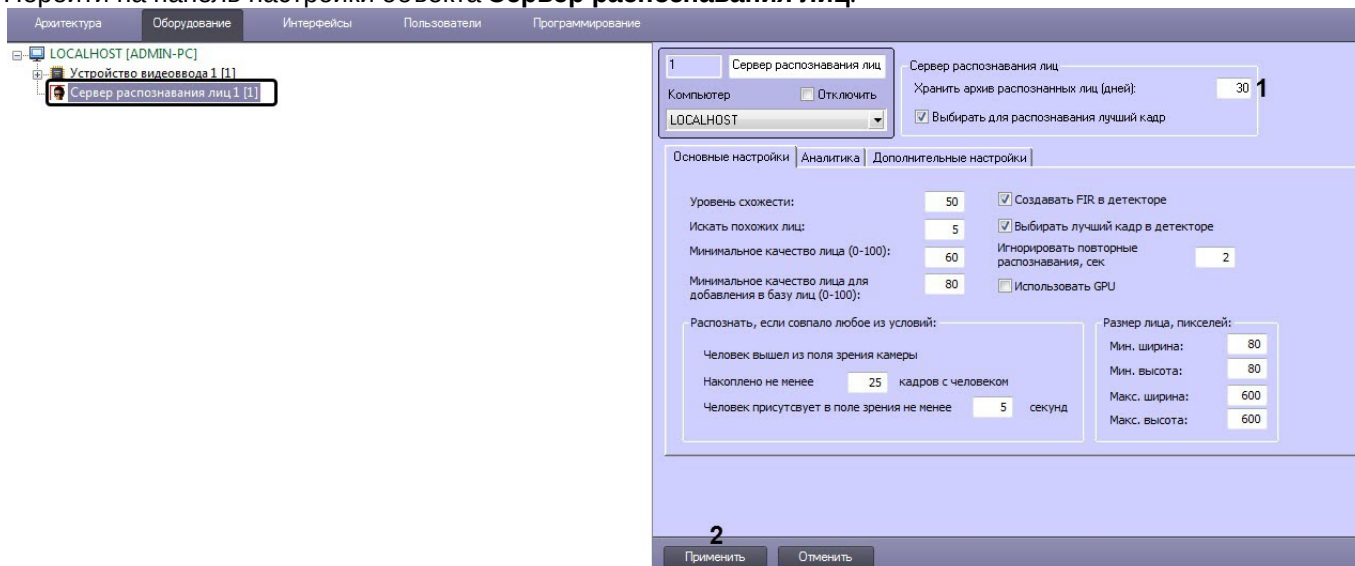 Перейти на панель настройки объекта Сервер распознавания лиц.
Архитектура Оборудование Интерфейсы Пользователи Программирование
LOCALHOST [ADMIN-PC]
Устройство видеоввода 1 [1]
Сервер распознавания лиц 1 [1]
1 Сервер распознавания лиц
Компьютер Отключить
LOCALHOST
Сервер распознавания лиц
Хранить архив распознанных лиц (дней): 30 1
Выбирать для распознавания лучший кадр
Основные настройки Аналитика Дополнительные настройки
Уровень схожести: 50
Создавать FIR в детекторе
Искать похожих лиц: 5
Выбирать лучший кадр в детекторе
Минимальное качество лица (0-100): 60
Игнорировать повторные
распознавания, сек 2
Минимальное качество лица для
добавления в базу лиц (0-100): 80
Использовать GPU
Распознать, если совпало любое из условий:
Человек вышел из поля зрения камеры
Накоплено не менее 25 кадров с человеком
Человек присутсвует в поле зрения не менее 5 секунд
Размер лица, пикселей:
Мин. ширина: 80
Мин. высота: 80
Макс. ширина: 600
Макс. высота: 600
2
Применить Отменить